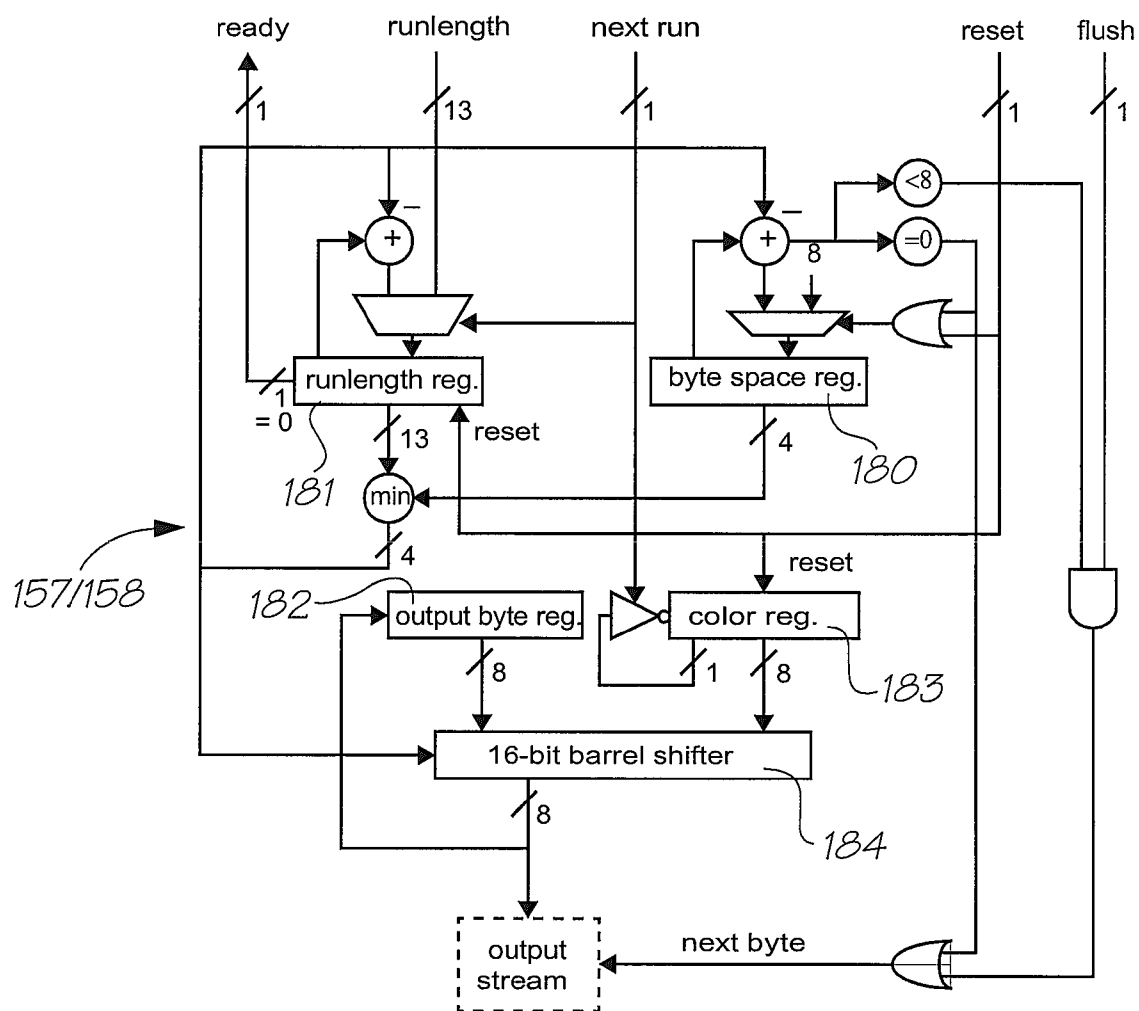 ready
runlength
next run
reset
flush
1
13
1
1
1
−
+
−
+
8
<8
=0
runlength reg.
1
= 0
13
reset
181
byte space reg.
4
180
min
4
157/158
182
output byte reg.
8
reset
color reg.
1
8
183
16-bit barrel shifter
8
184
output
stream
next byte